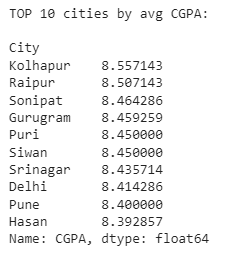 TOP 10 cities by avg CGPA:
City
Kolhapur 8.557143
Raipur 8.507143
Sonipat 8.464286
Gurugram 8.459259
Puri 8.450000
Siwan 8.450000
Srinagar 8.435714
Delhi 8.414286
Pune 8.400000
Hasan 8.392857
Name: CGPA, dtype: float64